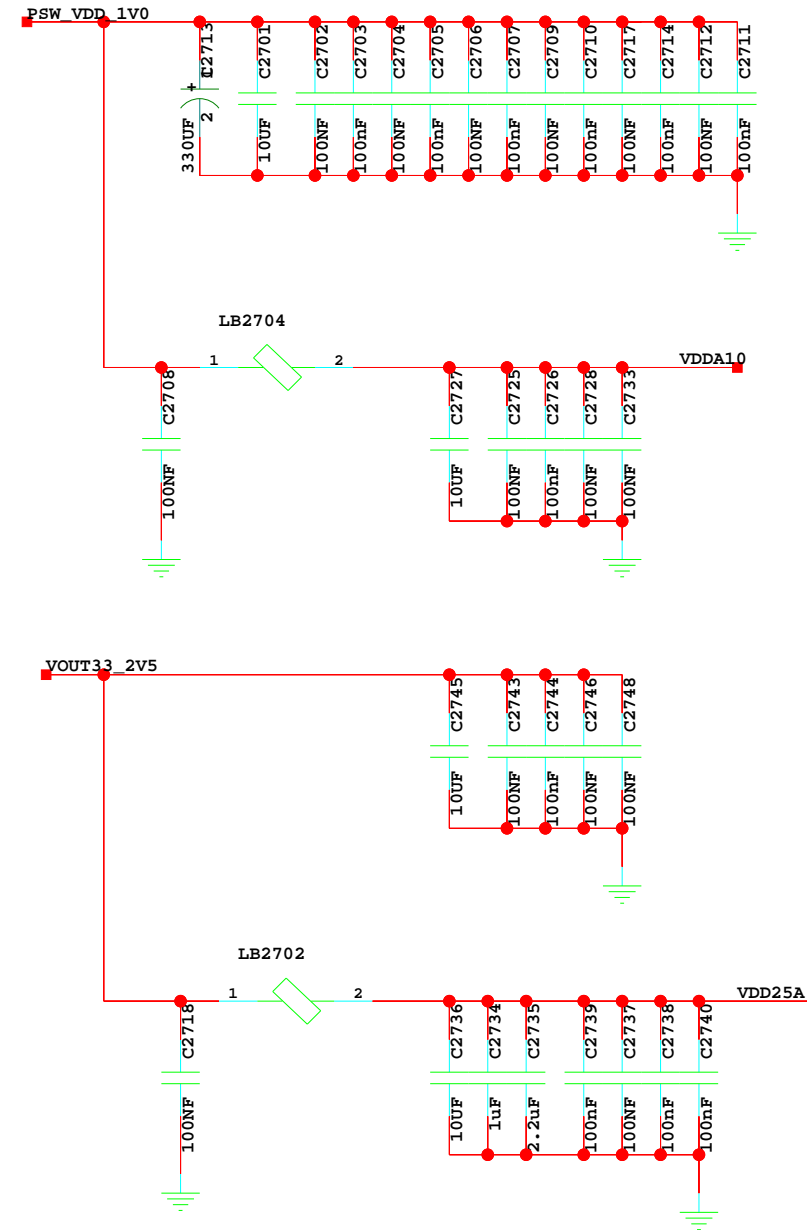 PSW_VDD_1V0
C2713
C2701
C2702
C2703
C2704
C2705
C2706
C2707
C2709
C2710
C2717
C2714
C2712
C2711
1
+
2
330UF
10UF
100NF
100nF
100NF
100nF
100NF
100nF
100NF
100nF
100NF
100nF
100NF
100nF
LB2704
1
2
VDDA10
C2708
C2727
C2725
C2726
C2728
C2733
100NF
10UF
100NF
100nF
100NF
100NF
VOUT33_2V5
C2745
C2743
C2744
C2746
C2748
10UF
100NF
100nF
100NF
100NF
LB2702
1
2
VDD25A
C2718
C2736
C2734
C2735
C2739
C2737
C2738
C2740
100NF
10UF
1uF
2.2uF
100nF
100NF
100nF
100nF